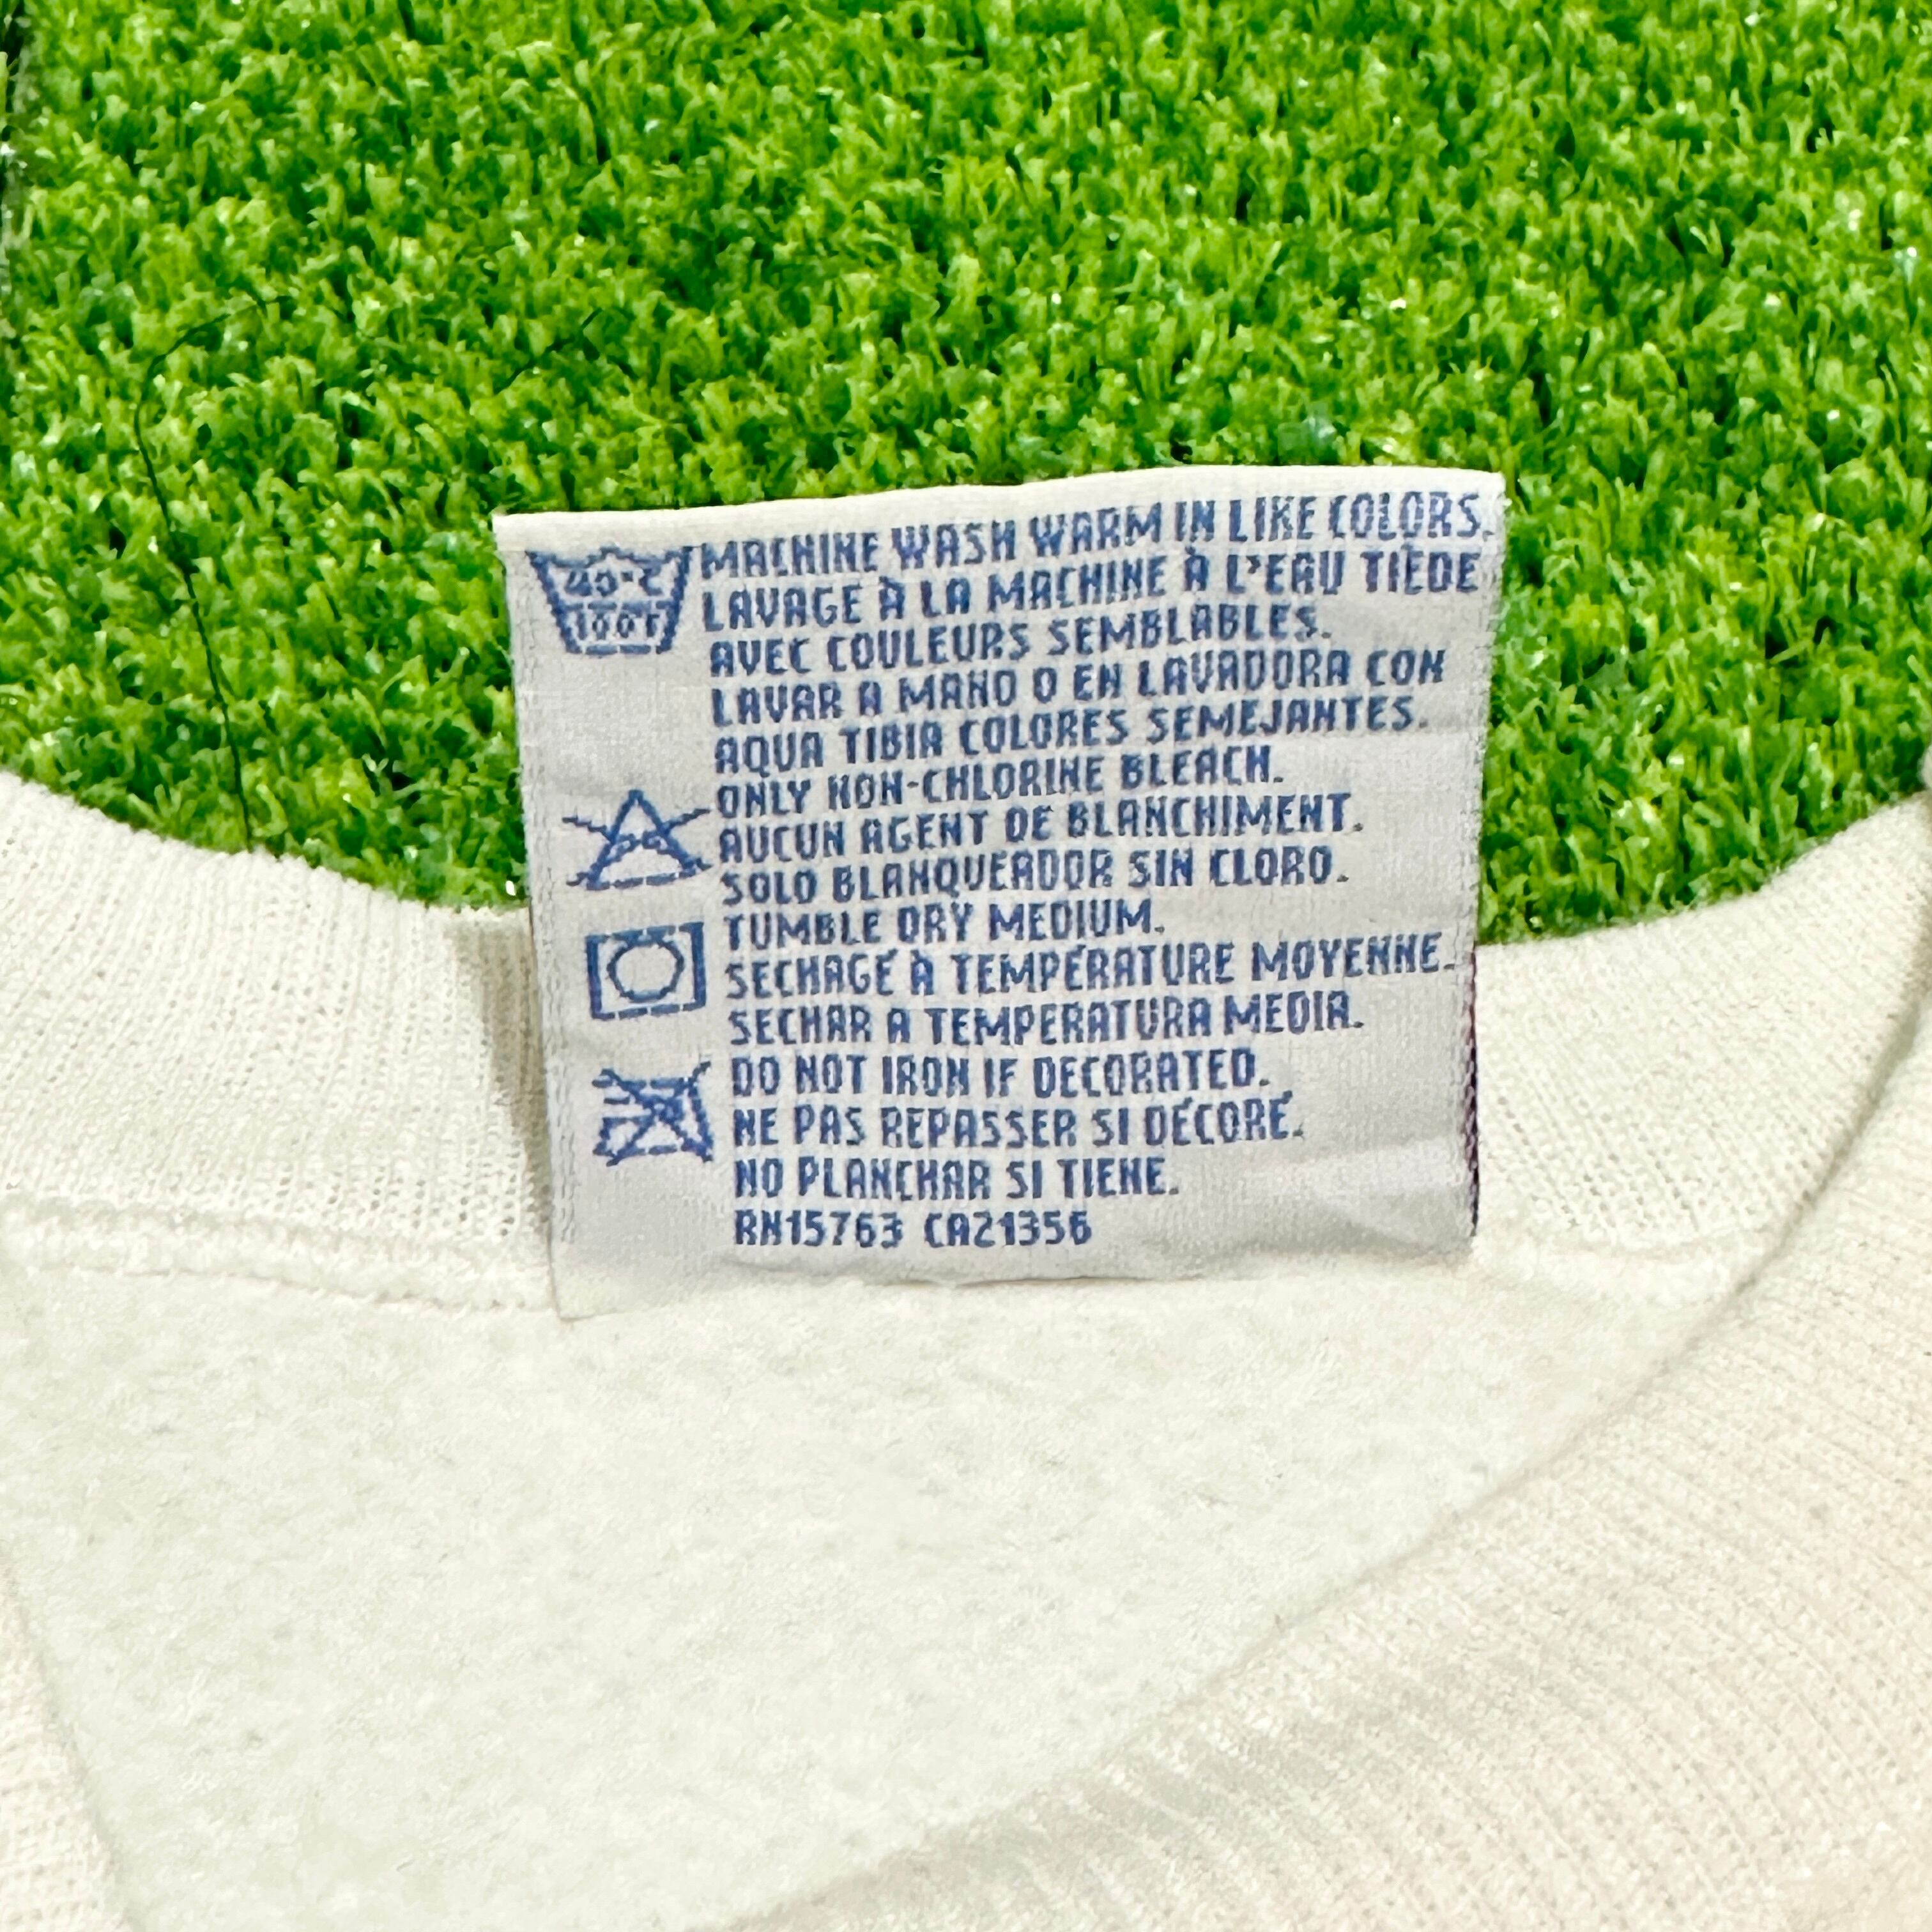 MACHINE WASH WARM IN LIKE COLORS.
40°C
LAVAGE À LA MACHINE À L'EAU TIÈDE
100°F
AVEC COULEURS SEMBLABLES.
LAVAR A MANO O EN LAVADORA CON
AQUA TIBIA COLORES SEMEJANTES.
ONLY NON-CHLORINE BLEACH.
AUCUN AGENT DE BLANCHIMENT.
SOLO BLANQUEADOR SIN CLORO.
TUMBLE DRY MEDIUM.
SECHAGÉ À TEMPÉRATURE MOYENNE.
SECHAR A TEMPERATURA MEDIA.
DO NOT IRON IF DECORATED.
NE PAS REPASSER SI DÉCORÉ.
NO PLANCHAR SI TIENE.
RN15763 CA21356